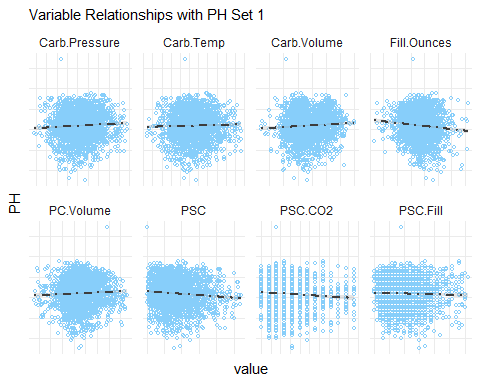 Variable Relationships with PH Set 1
Carb.Pressure Carb.Temp Carb.Volume Fill.Ounces
PH
PC.Volume PSC PSC.CO2 PSC.Fill
value